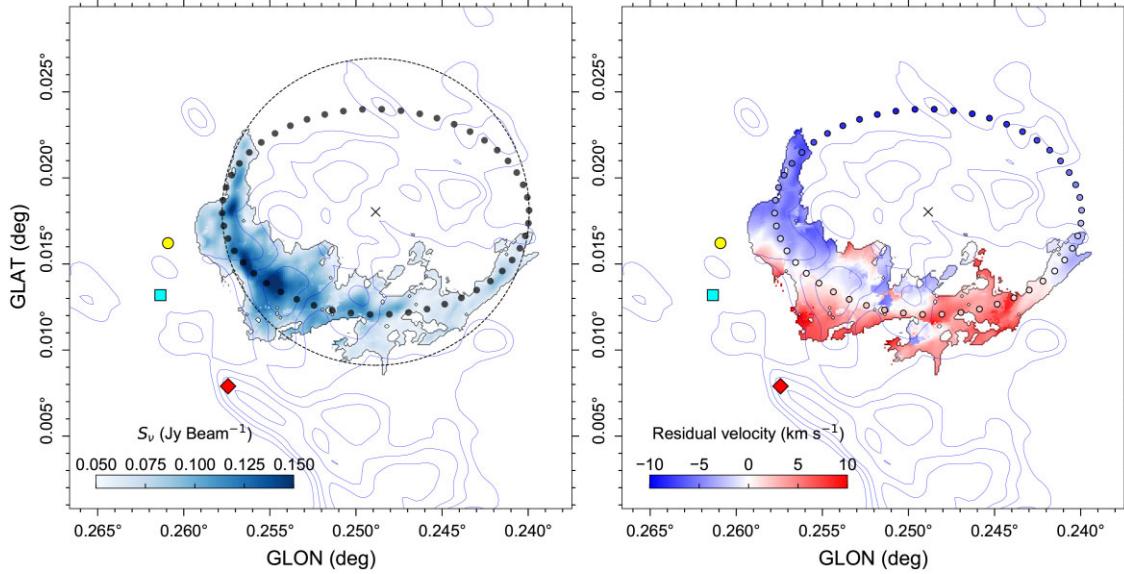 0.025°
0.020°
0.015°
0.010°
0.005°
GLAT (deg)
S_ν (Jy Beam⁻¹)
0.050 0.075 0.100 0.125 0.150
0.265° 0.260° 0.255° 0.250° 0.245° 0.240°
GLON (deg)
0.025°
0.020°
0.015°
0.010°
0.005°
Residual velocity (km s⁻¹)
−10 −5 0 5 10
0.265° 0.260° 0.255° 0.250° 0.245° 0.240°
GLON (deg)